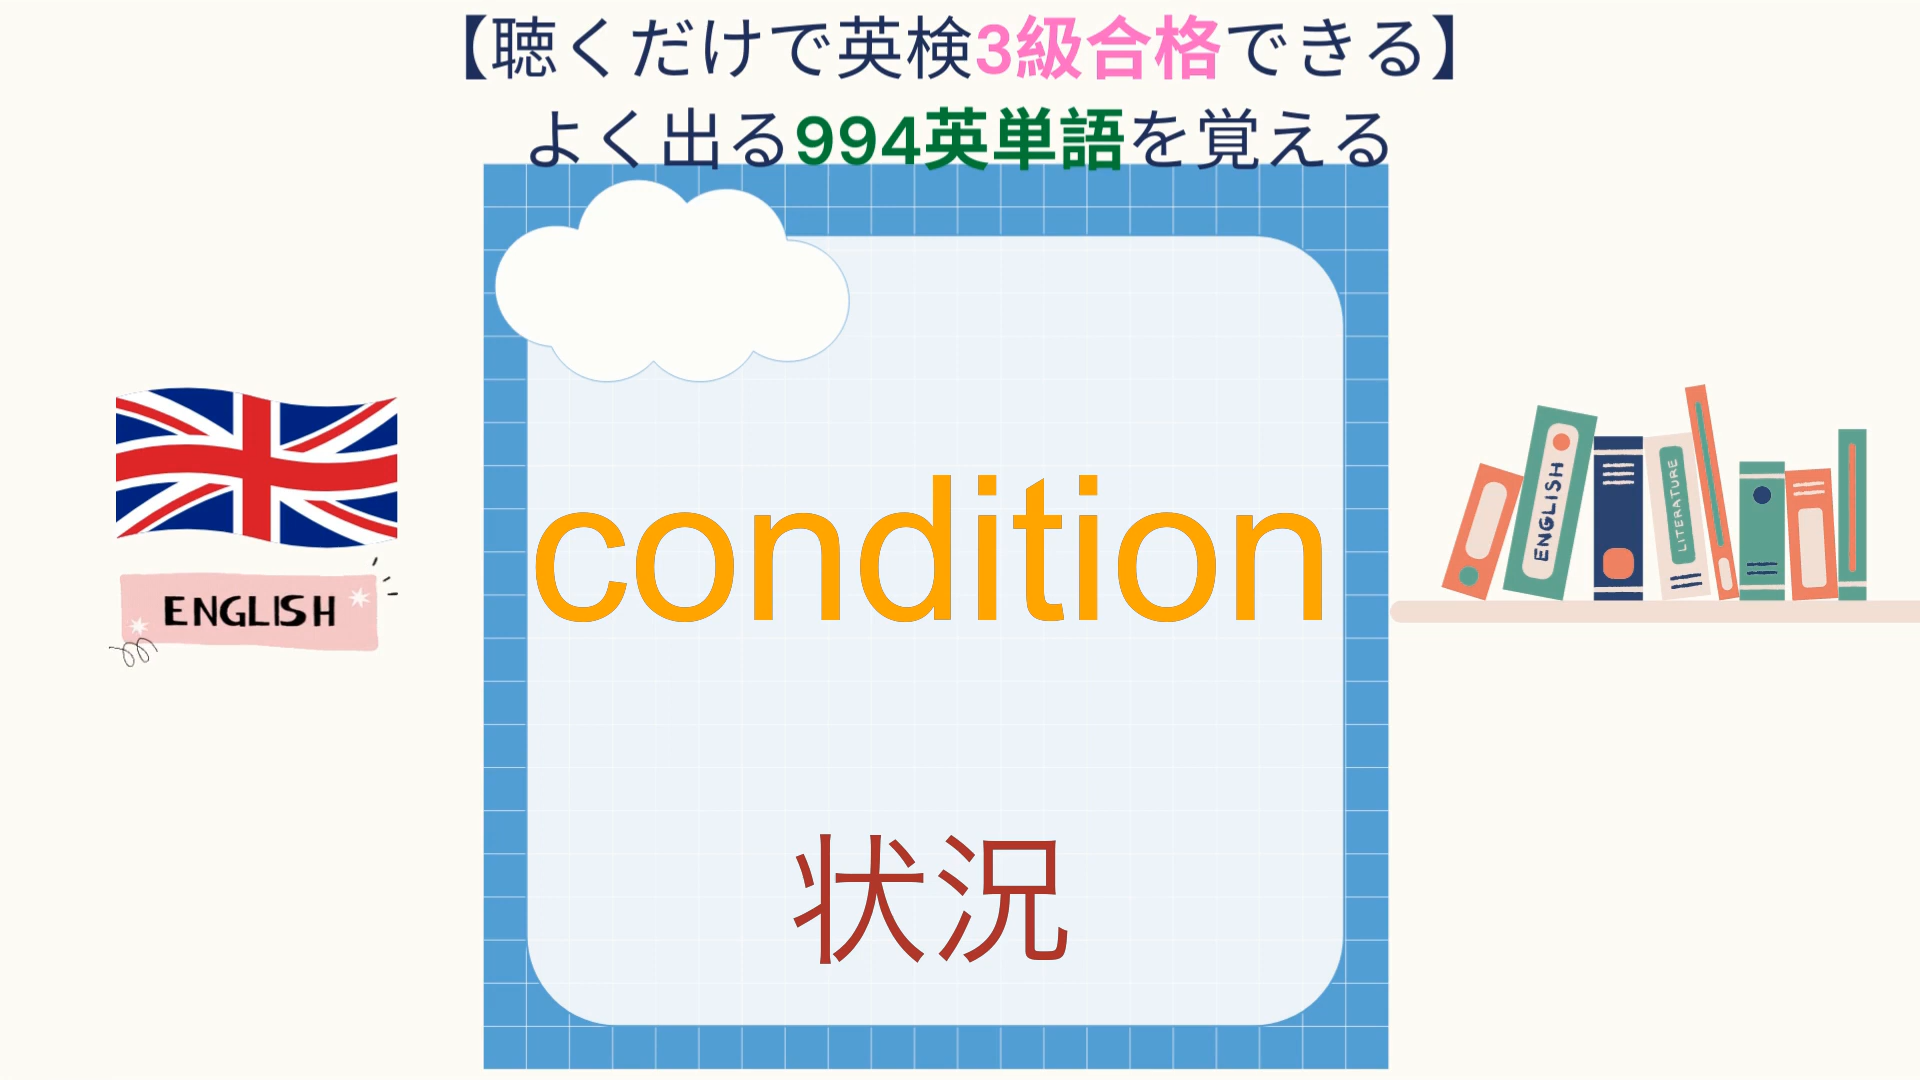 【聴くだけで英検3級合格できる】
よく出る994英単語を覚える
condition
状況
ENGLISH
ENGLISH
LITERATURE